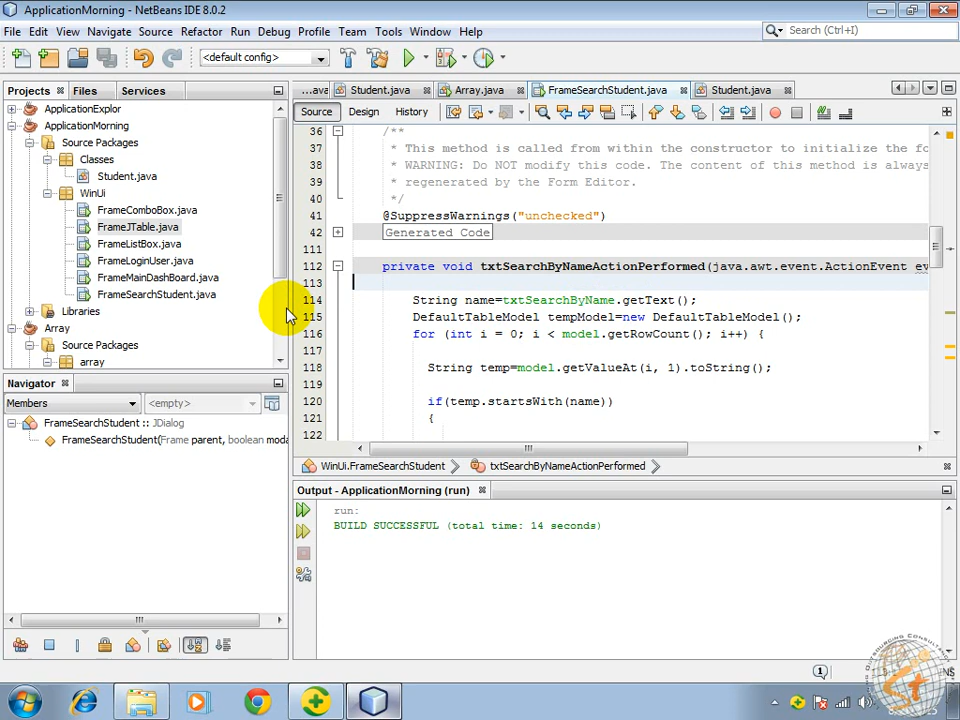 ApplicationMorning - NetBeans IDE 8.0.2
File Edit View Navigate Source Refactor Run Debug Profile Team Tools Window Help
Search (Ctrl+I)
<default config>
Projects Files Services
...ava Student.java Array.java FrameSearchStudent.java Student.java
Source Design History
ApplicationExplor
ApplicationMorning
Source Packages
Classes
Student.java
WinUi
FrameComboBox.java
FrameJTable.java
FrameListBox.java
FrameLoginUser.java
FrameMainDashBoard.java
FrameSearchStudent.java
Libraries
Array
Source Packages
array
36 /**
37 * This method is called from within the constructor to initialize the fo
38 * WARNING: Do NOT modify this code. The content of this method is always
39 * regenerated by the Form Editor.
40 */
41 @SuppressWarnings("unchecked")
42 Generated Code
111
112 private void txtSearchByNameActionPerformed(java.awt.event.ActionEvent ev
113
114 String name=txtSearchByName.getText();
115 DefaultTableModel tempModel=new DefaultTableModel();
116 for (int i = 0; i < model.getRowCount(); i++) {
117
118 String temp=model.getValueAt(i, 1).toString();
119
120 if(temp.startsWith(name))
121 {
122
WinUi.FrameSearchStudent txtSearchByNameActionPerformed
Navigator
Members <empty>
FrameSearchStudent :: JDialog
FrameSearchStudent(Frame parent, boolean moda
Output - ApplicationMorning (run)
run:
BUILD SUCCESSFUL (total time: 14 seconds)